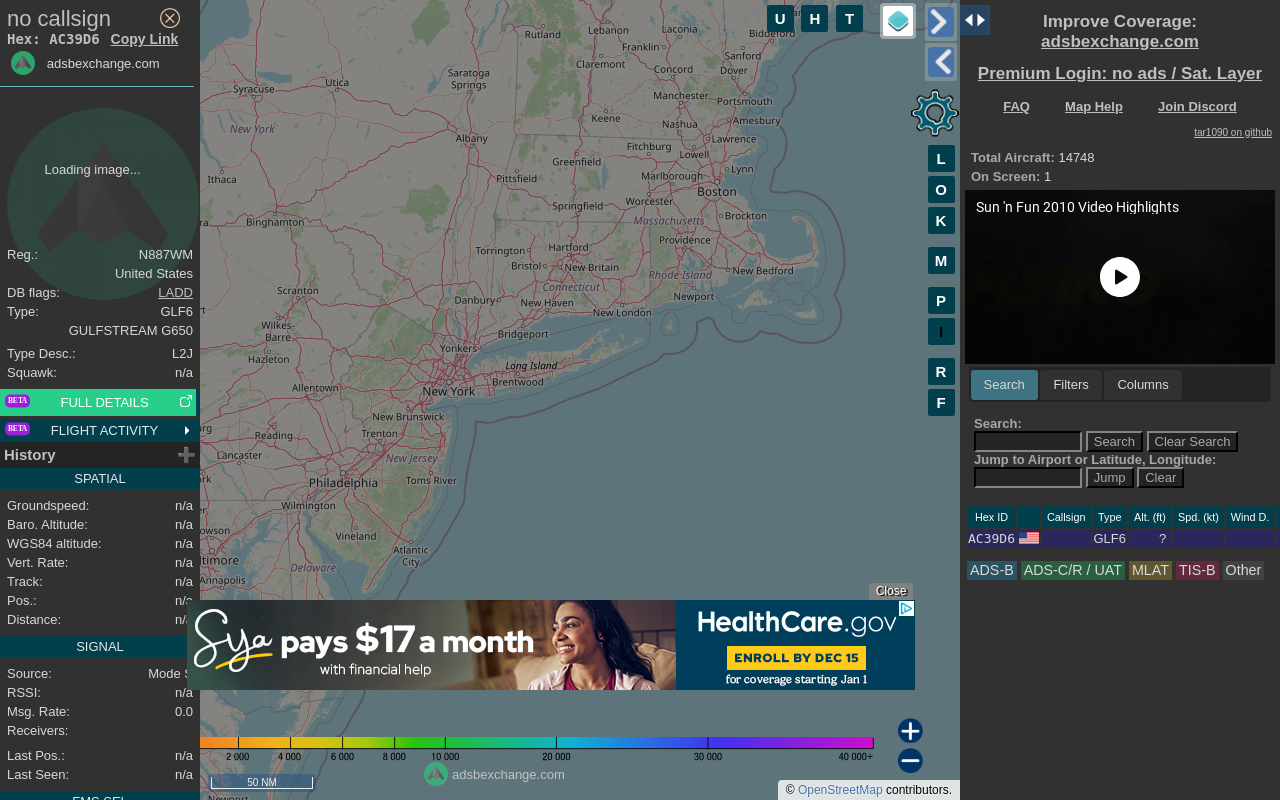 no callsign
Hex: AC39D6 Copy Link
adsbexchange.com
Loading image...
Reg.: N887WM
United States
DB flags: LADD
Type: GLF6
GULFSTREAM G650
Type Desc.: L2J
Squawk: n/a
BETA FULL DETAILS
BETA FLIGHT ACTIVITY
History
SPATIAL
Groundspeed: n/a
Baro. Altitude: n/a
WGS84 altitude: n/a
Vert. Rate: n/a
Track: n/a
Pos.: n/a
Distance: n/a
SIGNAL
Source: Mode S
RSSI: n/a
Msg. Rate: 0.0
Receivers:
Last Pos.: n/a
Last Seen: n/a
FMS SEL
U H T
L
O
K
M
P
I
R
F
Rutland
Lebanon
Laconia
Biddeford
Franklin
Sanford
Claremont
Concord
Dover
Saratoga
Springs
Utica
Syracuse
Manchester
Portsmouth
Keene
Nashua
Amesbury
New York
Albany
Fitchburg
Lawrence
Greenfield
Lowell
Lynn
Ithaca
Pittsfield
Marlborough
Boston
Springfield
Worcester
Binghamton
Massachusetts
Brockton
Torrington
Hartford
Providence
Bristol
New Britain
Rhode Island
New Bedford
Connecticut
Scranton
Danbury
New Haven
New London
Newport
Wilkes-
Barre
Bridgeport
Hazleton
Yonkers
Long Island
Allentown
New York
Brentwood
New Brunswick
Reading
Trenton
Lancaster
New Jersey
Philadelphia
Toms River
Wilmington
Vineland
Atlantic
City
Annapolis
Delaware
Close
Sya pays $17 a month
with financial help
HealthCare.gov
ENROLL BY DEC 15
for coverage starting Jan 1
2 000 4 000 6 000 8 000 10 000 20 000 30 000 40 000+
adsbexchange.com
50 NM
Newport
© OpenStreetMap contributors.
Improve Coverage:
adsbexchange.com
Premium Login: no ads / Sat. Layer
FAQ Map Help Join Discord
tar1090 on github
Total Aircraft: 14748
On Screen: 1
Sun 'n Fun 2010 Video Highlights
Search Filters Columns
Search:
Search Clear Search
Jump to Airport or Latitude, Longitude:
Jump Clear
Hex ID Callsign Type Alt. (ft) Spd. (kt) Wind D.
AC39D6 GLF6 ?
ADS-B ADS-C/R / UAT MLAT TIS-B Other